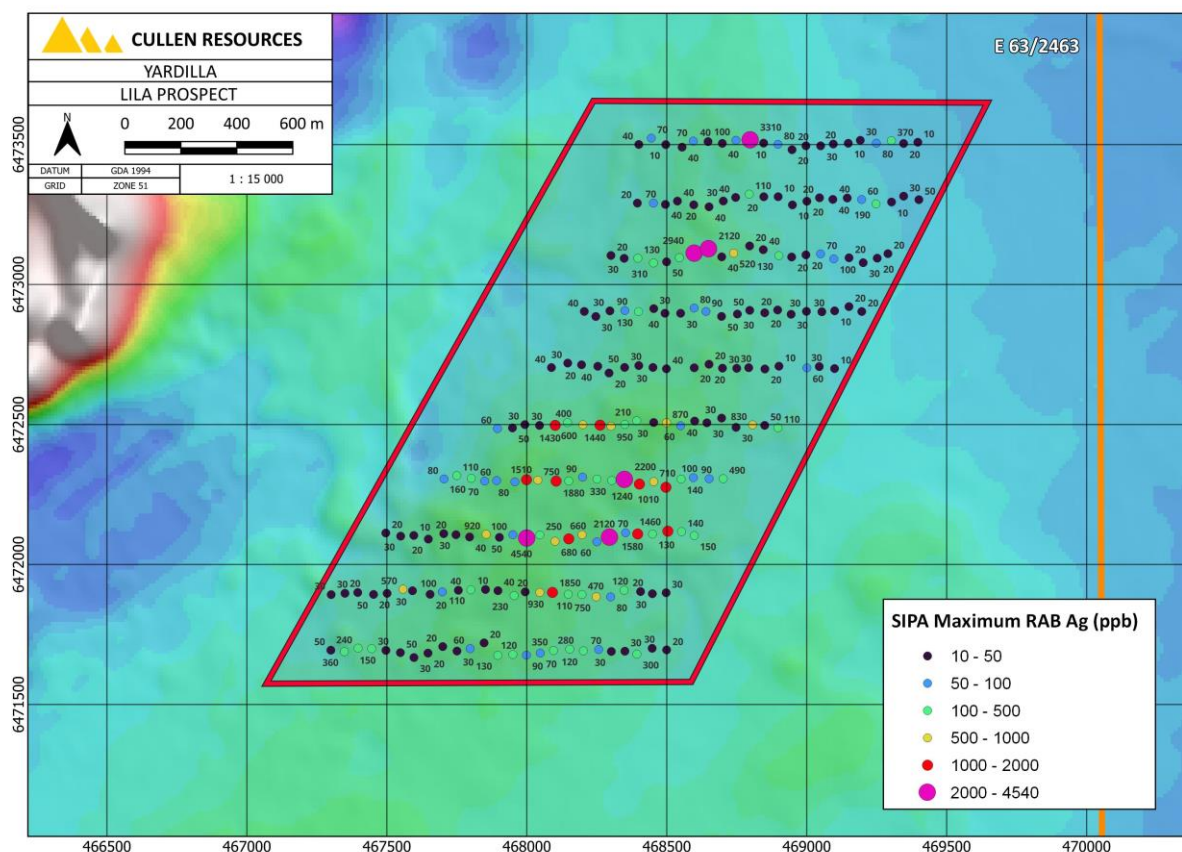 CULLEN RESOURCES
YARDILLA
LILA PROSPECT
N
0 200 400 600 m
DATUM GDA 1994
GRID ZONE 51
1 : 15 000
E 63/2463
6473500
40 70 70 40 100 3310 80 20 20 20 30 370 10
10 40 40 40 10 20 10 30 10 80 20
20 70 40 30 40 110 40 10 20 40 40 60 30 50
40 20 40 20 10 20 190 10
6473000
20 130 2940 2120 20 40 20 70 20 20
30 310 50 40 520 130 20 20 100 30
40 30 90 30 80 90 50 20 20 30 30 20 20
30 130 40 30 50 30 20 30 10
40 30 40 50 30 30 40 30 30 30 20 10 30 10
20 40 20 20 20 20 60
6472500
60 30 30 400 210 30 870 30 830 50 110
50 1430 600 1440 950 30 60 40 30 30
80 110 60 1510 750 90 2200 710 100 90 490
160 70 80 1880 330 1240 1010 140
6472000
20 10 20 30 920 100 250 660 2120 70 1460 140
30 20 10 40 50 4540 680 60 1580 130 150
30 20 570 100 40 10 40 20 1850 470 120 20 30
50 20 30 20 110 230 930 110 750 80 30
50 240 30 50 20 60 20 120 350 280 70 30 20
360 150 30 20 30 130 90 70 120 30 300
6471500
SIPA Maximum RAB Ag (ppb)
10 - 50
50 - 100
100 - 500
500 - 1000
1000 - 2000
2000 - 4540
466500 467000 467500 468000 468500 469000 469500 470000